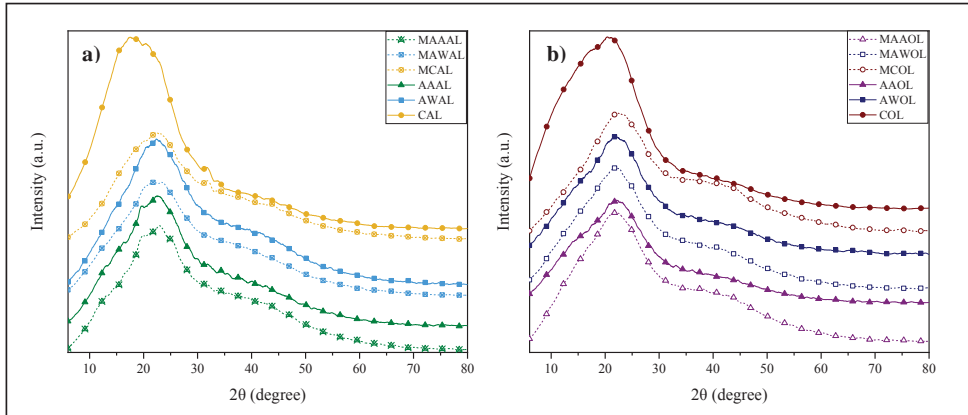 a)
MAAAL
MAWAL
MCAL
AAAL
AWAL
CAL
Intensity (a.u.)
10 20 30 40 50 60 70 80
2θ (degree)
b)
MAAOL
MAWOL
MCOL
AAOL
AWOL
COL
Intensity (a.u.)
10 20 30 40 50 60 70 80
2θ (degree)